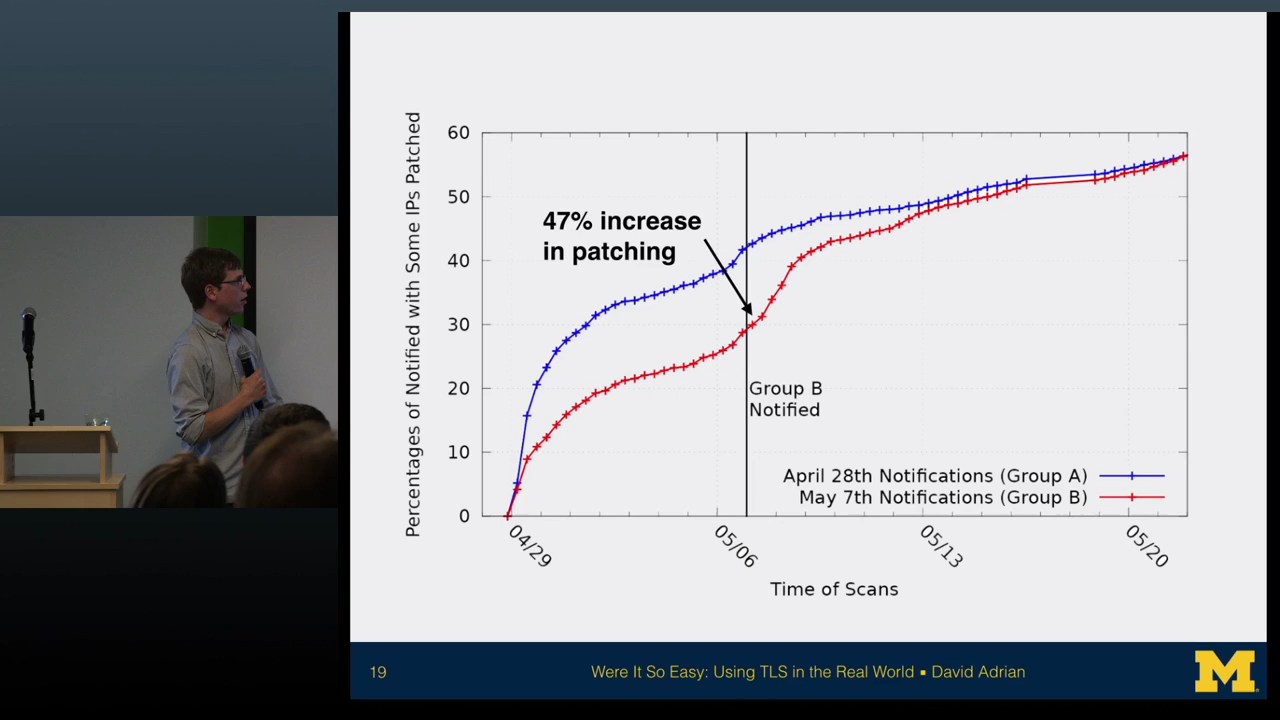 Percentages of Notified with Some IPs Patched
60
50
40
30
20
10
0
47% increase
in patching
Group B
Notified
April 28th Notifications (Group A)
May 7th Notifications (Group B)
04/29
05/06
05/13
05/20
Time of Scans
19
Were It So Easy: Using TLS in the Real World ▪ David Adrian
M